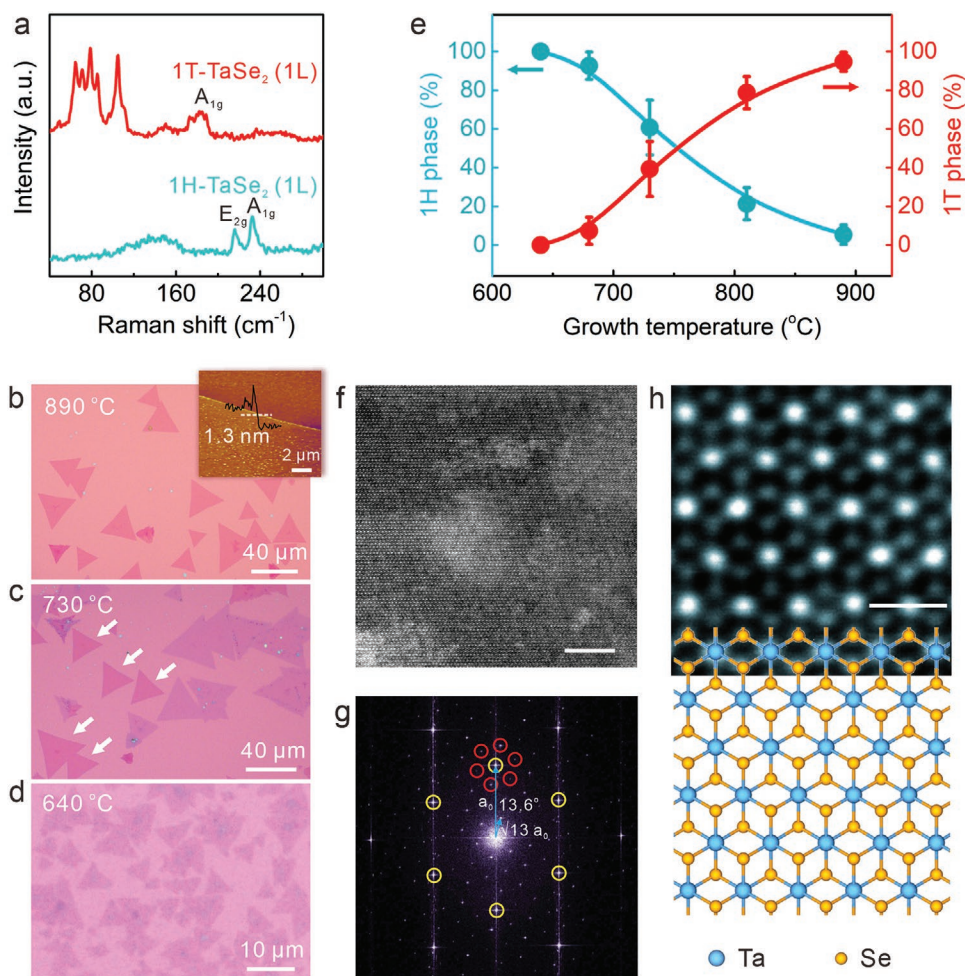 a
1T-TaSe₂ (1L)
A₁g
1H-TaSe₂ (1L)
E₂g
A₁g
Intensity (a.u.)
80 160 240
Raman shift (cm⁻¹)
e
100
80
60
40
20
0
1H phase (%)
100
80
60
40
20
0
1T phase (%)
600 700 800 900
Growth temperature (°C)
b
890 °C
1.3 nm
2 μm
40 μm
c
730 °C
40 μm
d
640 °C
10 μm
f
g
a₀ 13,6°
√13 a₀
h
Ta Se